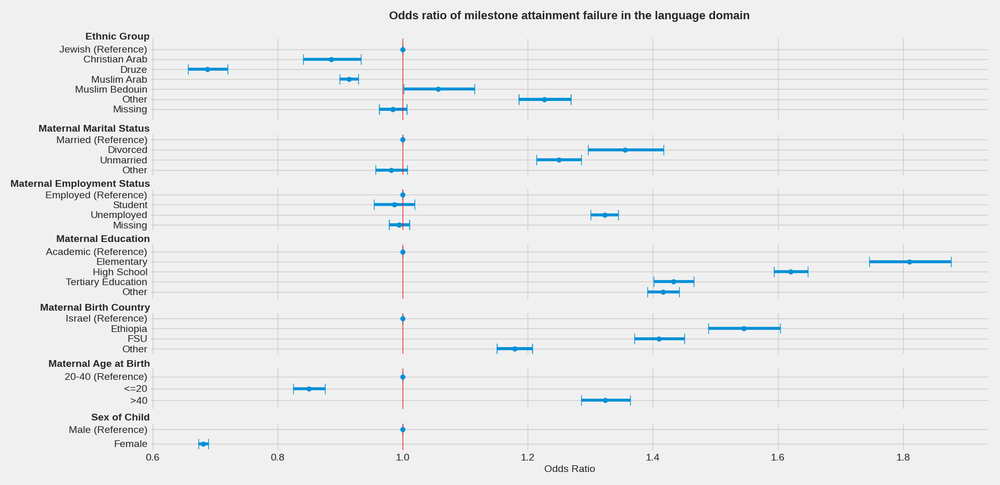 Odds ratio of milestone attainment failure in the language domain
Ethnic Group
Jewish (Reference)
Christian Arab
Druze
Muslim Arab
Muslim Bedouin
Other
Missing
Maternal Marital Status
Married (Reference)
Divorced
Unmarried
Other
Maternal Employment Status
Employed (Reference)
Student
Unemployed
Missing
Maternal Education
Academic (Reference)
Elementary
High School
Tertiary Education
Other
Maternal Birth Country
Israel (Reference)
Ethiopia
FSU
Other
Maternal Age at Birth
20-40 (Reference)
<=20
>40
Sex of Child
Male (Reference)
Female
0.6 0.8 1.0 1.2 1.4 1.6 1.8
Odds Ratio